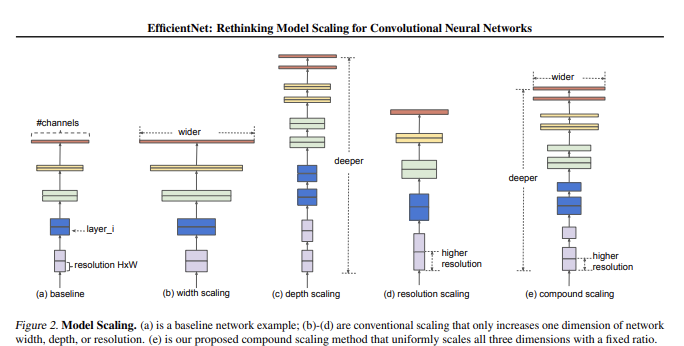 EfficientNet: Rethinking Model Scaling for Convolutional Neural Networks
#channels
layer_i
resolution HxW
(a) baseline
wider
(b) width scaling
deeper
(c) depth scaling
higher
resolution
(d) resolution scaling
wider
deeper
higher
resolution
(e) compound scaling
Figure 2. Model Scaling. (a) is a baseline network example; (b)-(d) are conventional scaling that only increases one dimension of network
width, depth, or resolution. (e) is our proposed compound scaling method that uniformly scales all three dimensions with a fixed ratio.